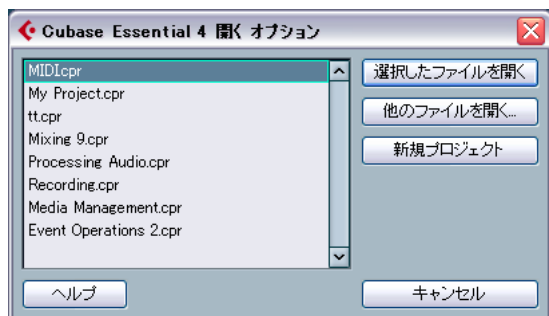 Cubase Essential 4 開く オプション
MIDI.cpr
My Project.cpr
tt.cpr
Mixing 9.cpr
Processing Audio.cpr
Recording.cpr
Media Management.cpr
Event Operations 2.cpr
選択したファイルを開く
他のファイルを開く...
新規プロジェクト
ヘルプ
キャンセル